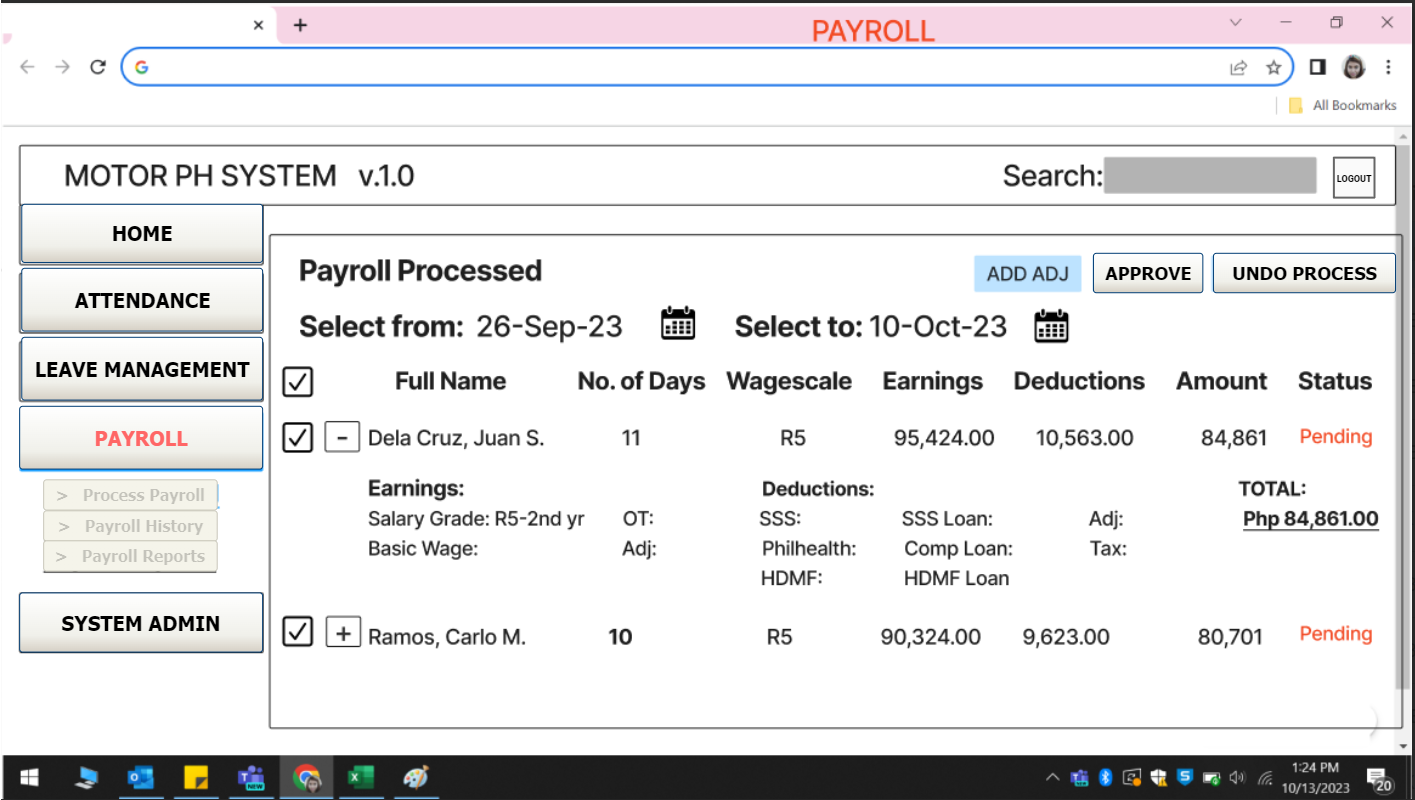 PAYROLL
All Bookmarks
MOTOR PH SYSTEM v.1.0 Search: LOGOUT
HOME
ATTENDANCE
LEAVE MANAGEMENT
PAYROLL
> Process Payroll
> Payroll History
> Payroll Reports
SYSTEM ADMIN
Payroll Processed ADD ADJ APPROVE UNDO PROCESS
Select from: 26-Sep-23 Select to: 10-Oct-23
Full Name No. of Days Wagescale Earnings Deductions Amount Status
- Dela Cruz, Juan S. 11 R5 95,424.00 10,563.00 84,861 Pending
Earnings: Deductions: TOTAL:
Salary Grade: R5-2nd yr OT: SSS: SSS Loan: Adj: Php 84,861.00
Basic Wage: Adj: Philhealth: Comp Loan: Tax:
HDMF: HDMF Loan
+ Ramos, Carlo M. 10 R5 90,324.00 9,623.00 80,701 Pending
NEW
1:24 PM
10/13/2023
20